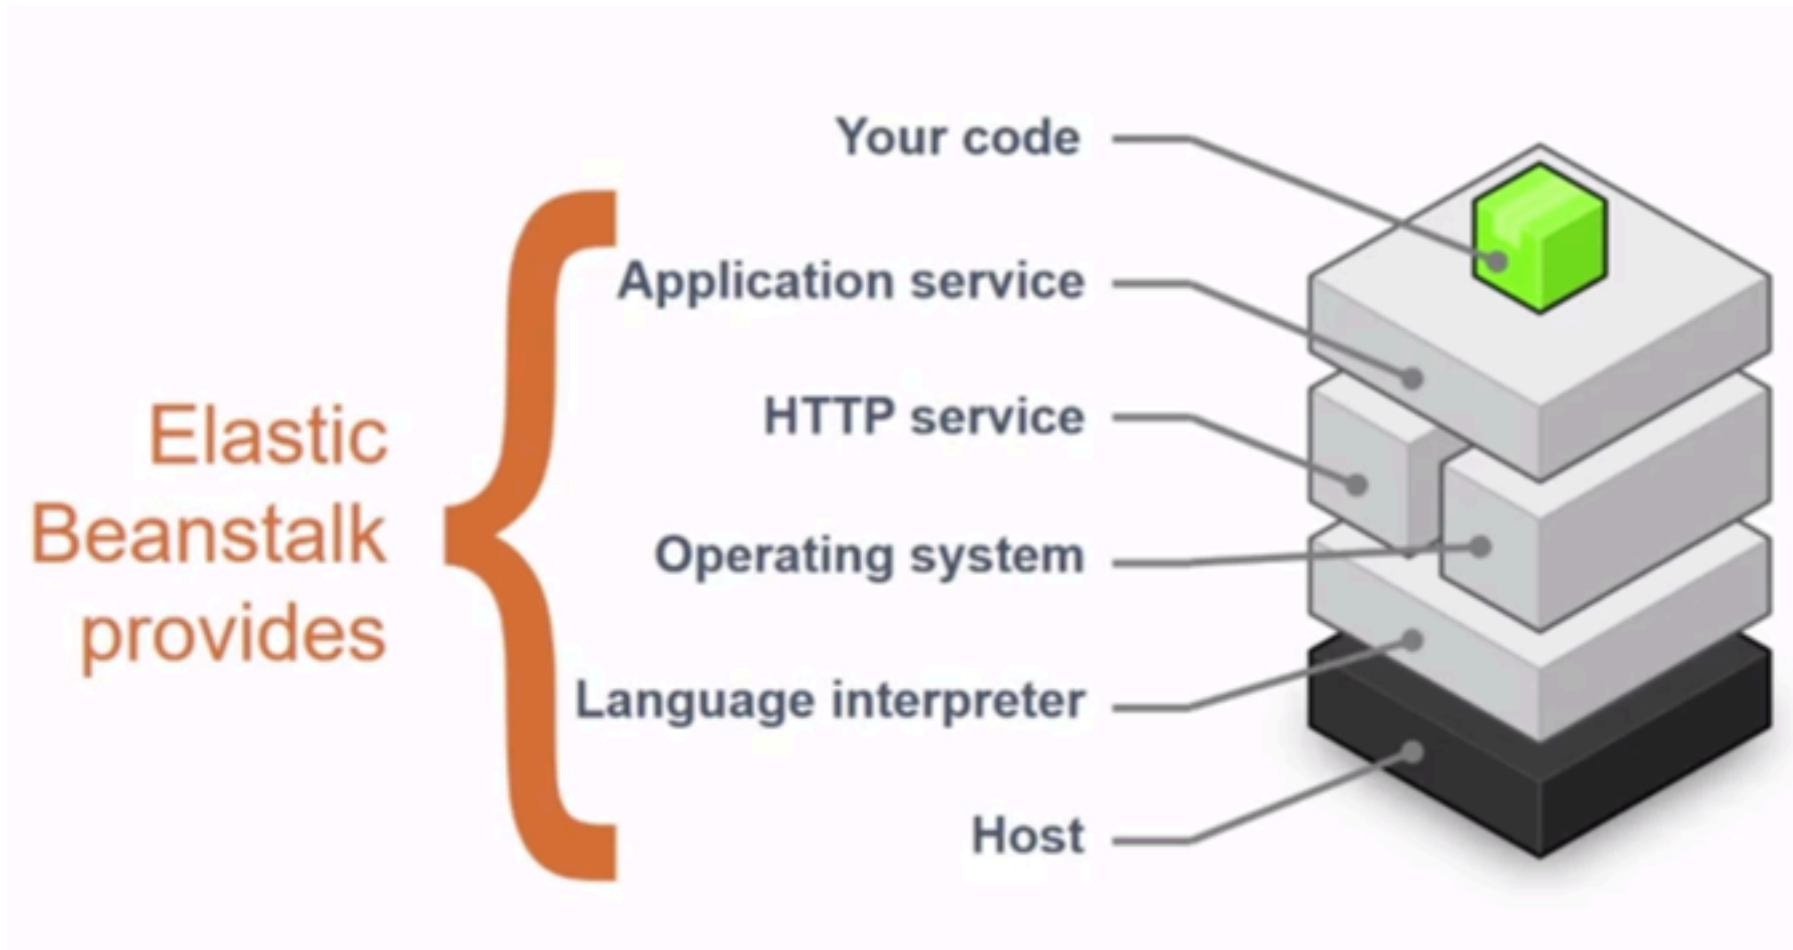 Your code
Application service
HTTP service
Operating system
Language interpreter
Host
Elastic
Beanstalk
provides